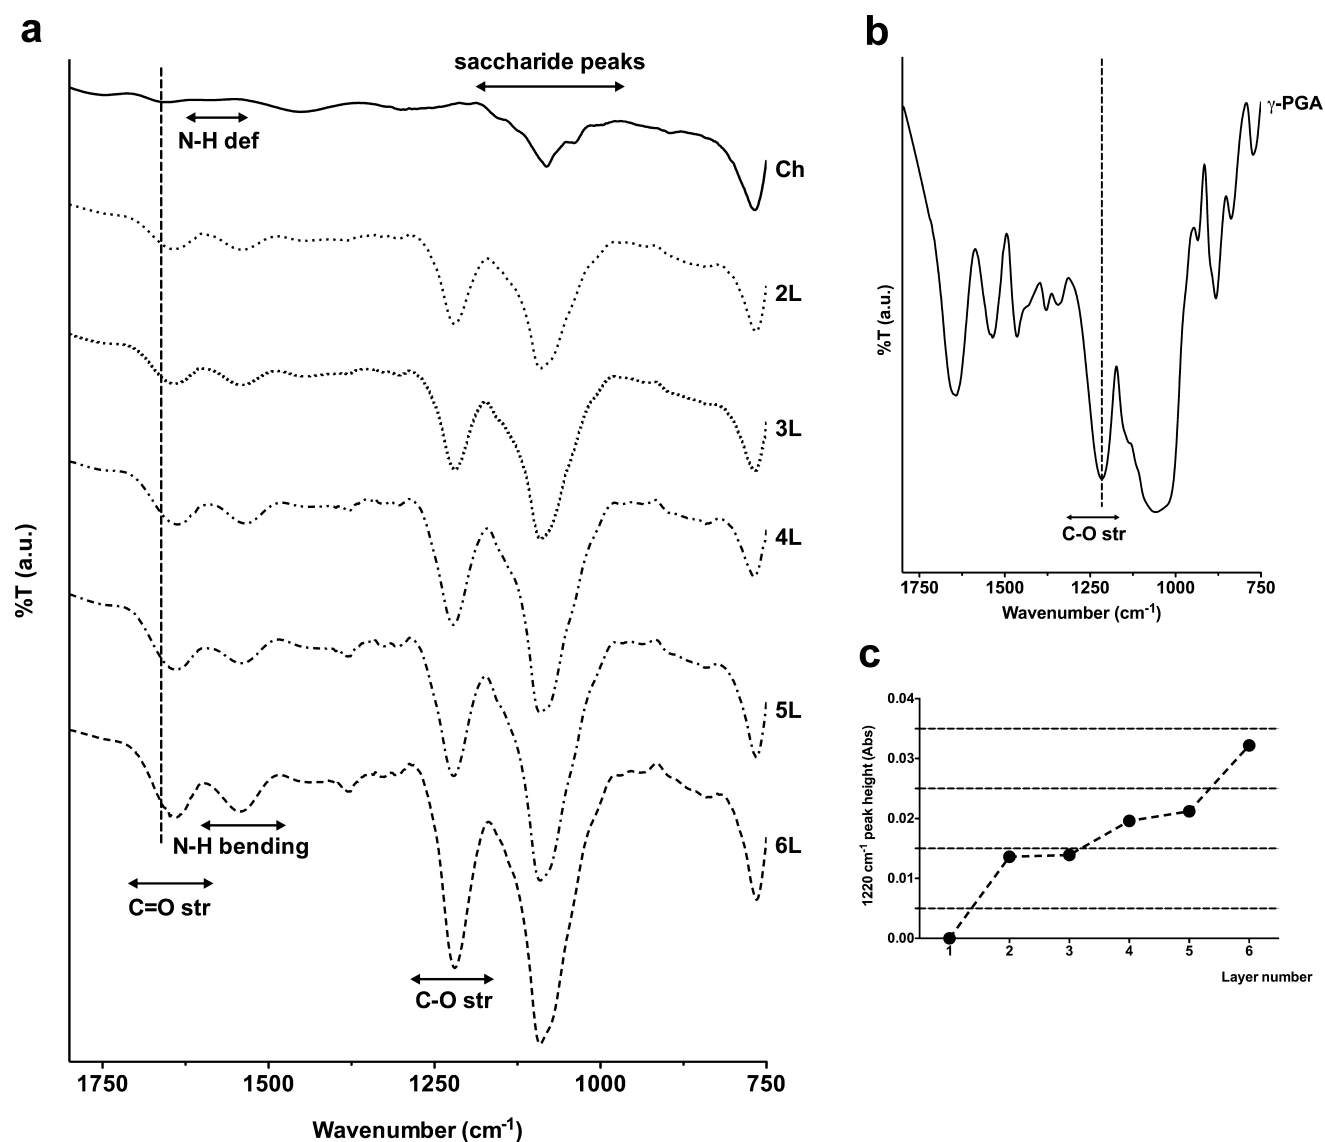 a
saccharide peaks
N-H def
Ch
2L
3L
4L
5L
6L
N-H bending
C=O str
C-O str
%T (a.u.)
1750 1500 1250 1000 750
Wavenumber (cm⁻¹)
b
γ-PGA
%T (a.u.)
C-O str
1750 1500 1250 1000 750
Wavenumber (cm⁻¹)
c
1220 cm⁻¹ peak height (Abs)
0.04
0.03
0.02
0.01
0.00
1 2 3 4 5 6
Layer number